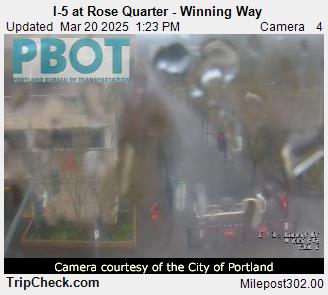 I-5 at Rose Quarter - Winning Way
Updated Mar 20 2025 1:23 PM Camera 4
PBOT
PORTLAND BUREAU OF TRANSPORTATION
Camera courtesy of the City of Portland
TripCheck.com Milepost302.00